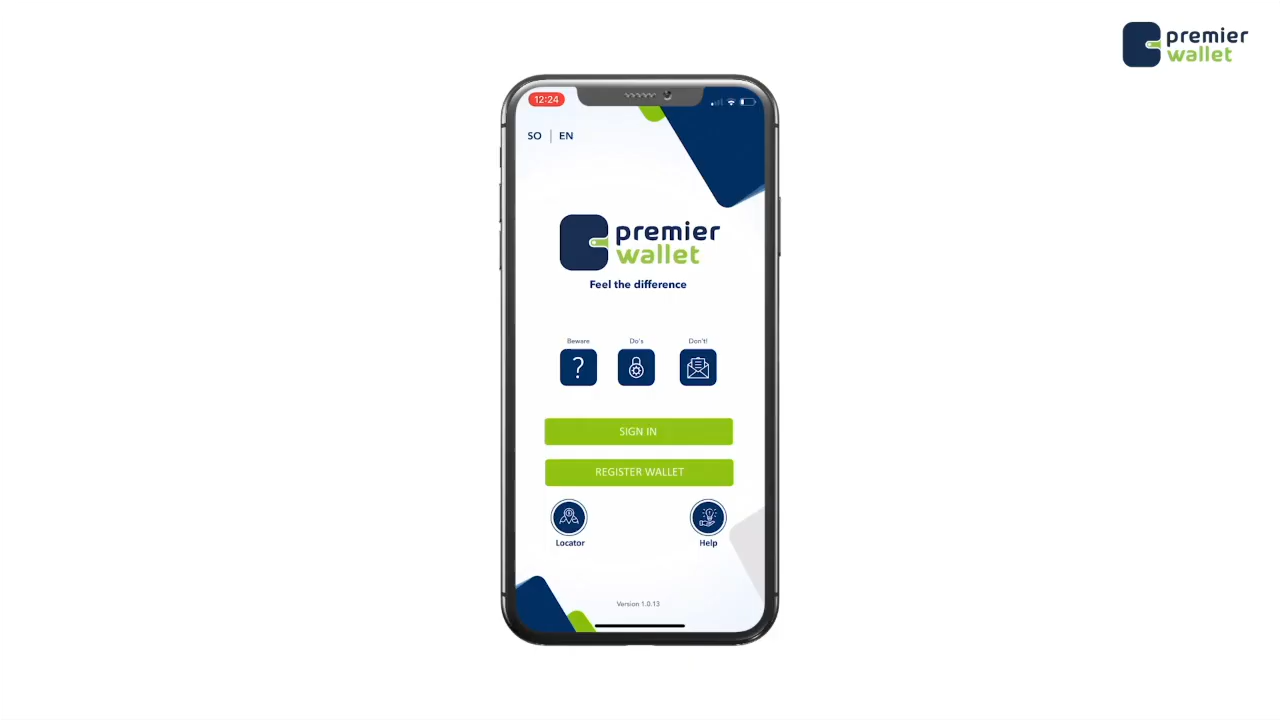 premier
wallet
12:24
SO | EN
premier
wallet
Feel the difference
Beware Do's Don't!
?
SIGN IN
REGISTER WALLET
Locator Help
Version 1.0.13